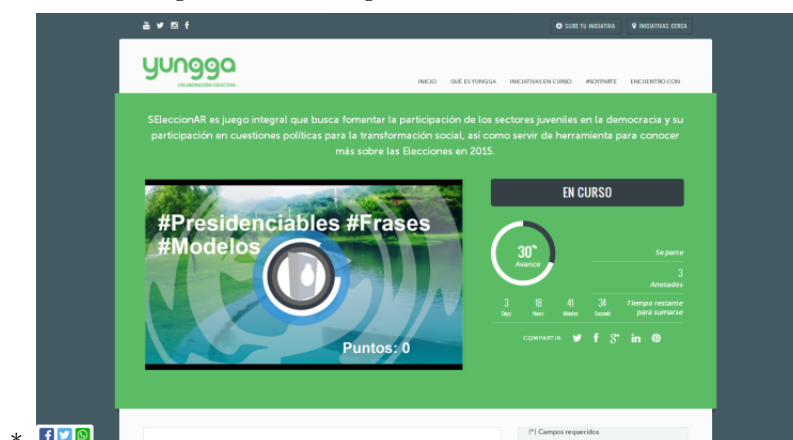 SUBE TU INICIATIVA
INICIATIVAS CERCA
yungga
COLABORACIÓN COLECTIVA
INICIO QUÉ ES YUNGGA INICIATIVAS EN CURSO #SOYPARTE ENCUENTRO CON
SEleccionAR es juego integral que busca fomentar la participación de los sectores juveniles en la democracia y su
participación en cuestiones políticas para la transformación social, así como servir de herramienta para conocer
más sobre las Elecciones en 2015.
#Presidenciables #Frases
#Modelos
Puntos: 0
EN CURSO
30%
Avance
Se parte
3
Anotados
3 18 41 34
Days Hours Minutes Seconds
Tiempo restante
para sumarse
COMPARTIR
(*) Campos requeridos
*